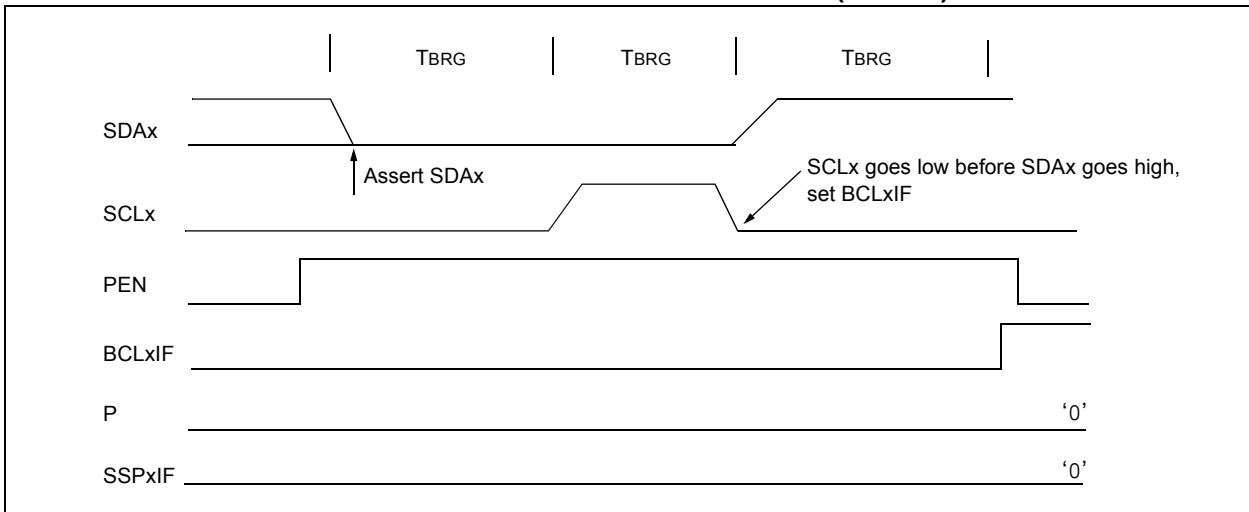 TBRG TBRG TBRG
SDAx
Assert SDAx
SCLx goes low before SDAx goes high,
set BCLxIF
SCLx
PEN
BCLxIF
P '0'
SSPxIF '0'